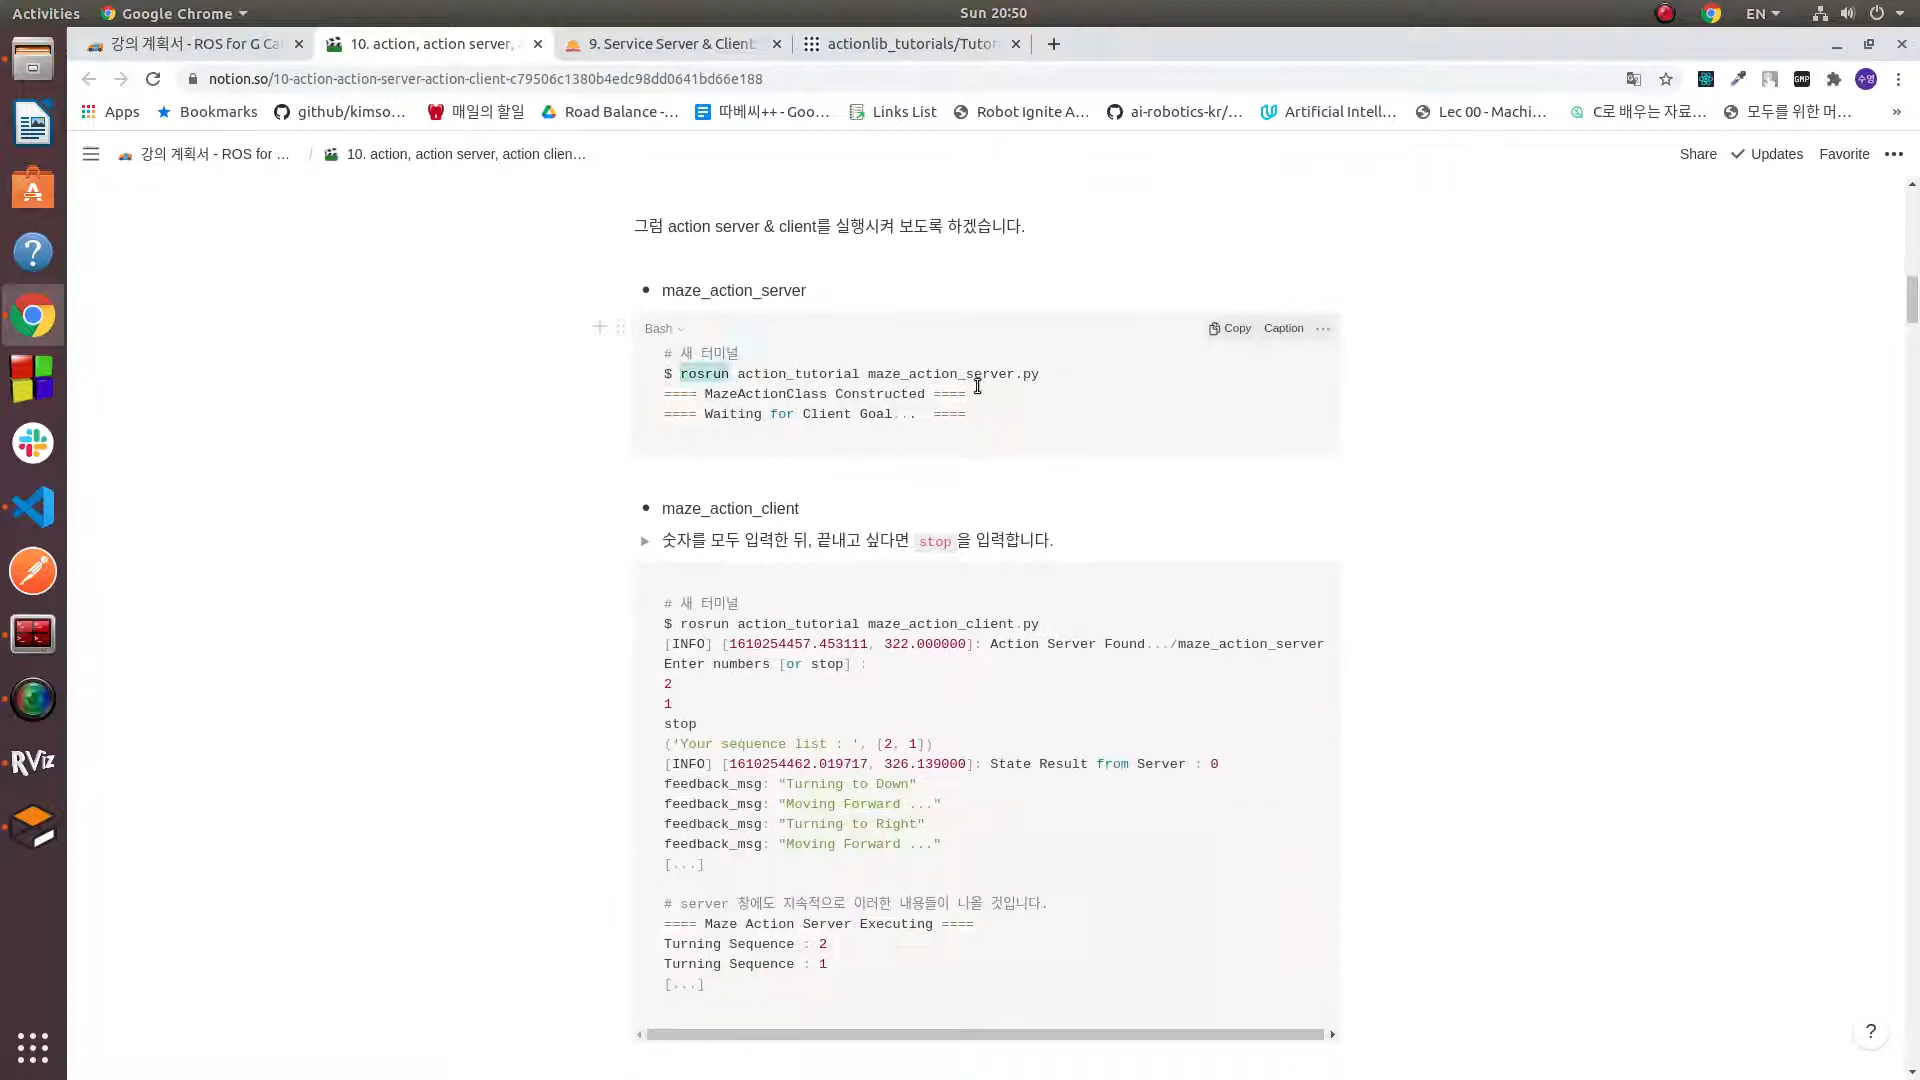 Activities
Google Chrome
Sun 20:50
EN
강의 계획서 - ROS for G Ca
10. action, action server,
9. Service Server & Client
actionlib_tutorials/Tutor
notion.so/10-action-action-server-action-client-c79506c1380b4edc98dd0641bd66e188
GMP
수영
Apps
Bookmarks
github/kimso...
매일의 할일
Road Balance -...
따베씨++ - Goo...
Links List
Robot Ignite A...
ai-robotics-kr/...
Artificial Intell...
Lec 00 - Machi...
C로 배우는 자료...
모두를 위한 머...
»
강의 계획서 - ROS for ...
/
10. action, action server, action clien...
Share
Updates
Favorite
그럼 action server & client를 실행시켜 보도록 하겠습니다.
maze_action_server
Bash
Copy
Caption
# 새 터미널
$ rosrun action_tutorial maze_action_server.py
==== MazeActionClass Constructed ====
==== Waiting for Client Goal...  ====
maze_action_client
숫자를 모두 입력한 뒤, 끝내고 싶다면 stop 을 입력합니다.
# 새 터미널
$ rosrun action_tutorial maze_action_client.py
[INFO] [1610254457.453111, 322.000000]: Action Server Found.../maze_action_server
Enter numbers [or stop] :
2
1
stop
('Your sequence list : ', [2, 1])
[INFO] [1610254462.019717, 326.139000]: State Result from Server : 0
feedback_msg: "Turning to Down"
feedback_msg: "Moving Forward ..."
feedback_msg: "Turning to Right"
feedback_msg: "Moving Forward ..."
[...]
# server 창에도 지속적으로 이러한 내용들이 나올 것입니다.
==== Maze Action Server Executing ====
Turning Sequence : 2
Turning Sequence : 1
[...]
RViz
?